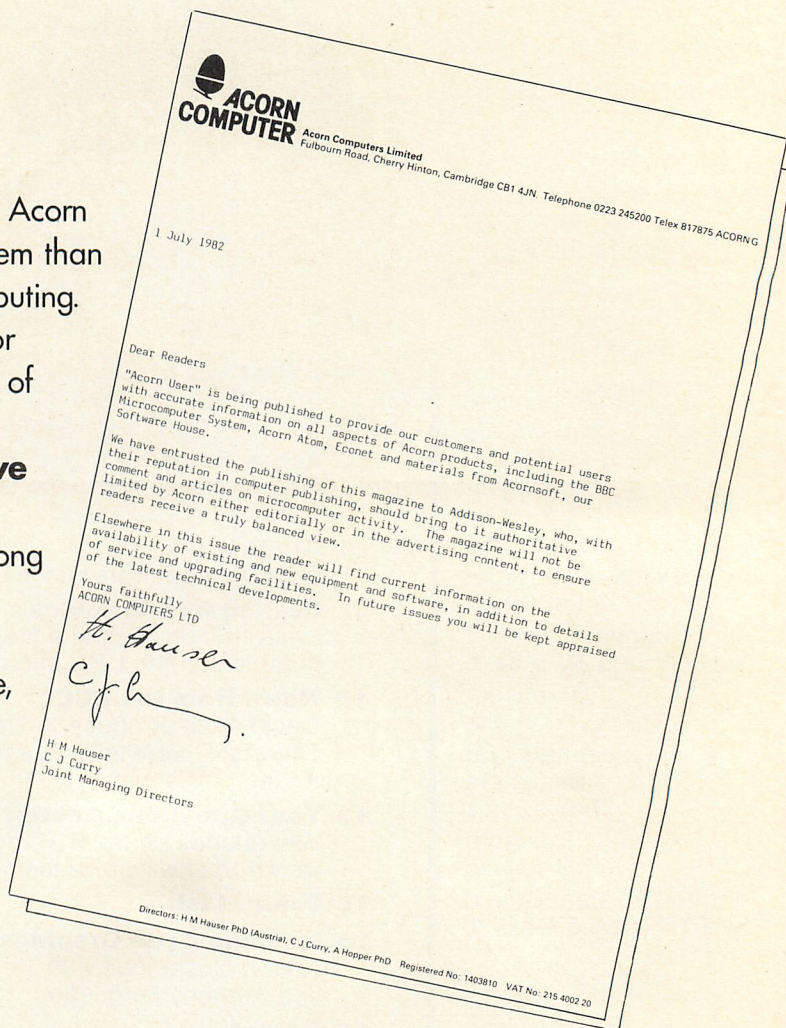 Acorn
em than
outing.
or
of
ve
ong
e,
ACORN
COMPUTER
Acorn Computers Limited
Fulbourn Road, Cherry Hinton, Cambridge CB1 4JN. Telephone 0223 245200 Telex 817875 ACORNG
1 July 1982
Dear Readers
"Acorn User" is being published to provide our customers and potential users
with accurate information on all aspects of Acorn products, including the BBC
Microcomputer System, Acorn Atom, Econet and materials from Acornsoft, our
Software House.
We have entrusted the publishing of this magazine to Addison-Wesley, who, with
their reputation in computer publishing, should bring to it authoritative
comment and articles on microcomputer activity. The magazine will not be
limited by Acorn either editorially or in the advertising content, to ensure
readers receive a truly balanced view.
Elsewhere in this issue the reader will find current information on the
availability of existing and new equipment and software, in addition to details
of service and upgrading facilities. In future issues you will be kept appraised
of the latest technical developments.
Yours faithfully
ACORN COMPUTERS LTD
H. Hauser
H M Hauser
C J Curry
Joint Managing Directors
Directors: H M Hauser PhD (Austria), C J Curry, A Hopper PhD Registered No: 1403810 VAT No: 215 4002 20